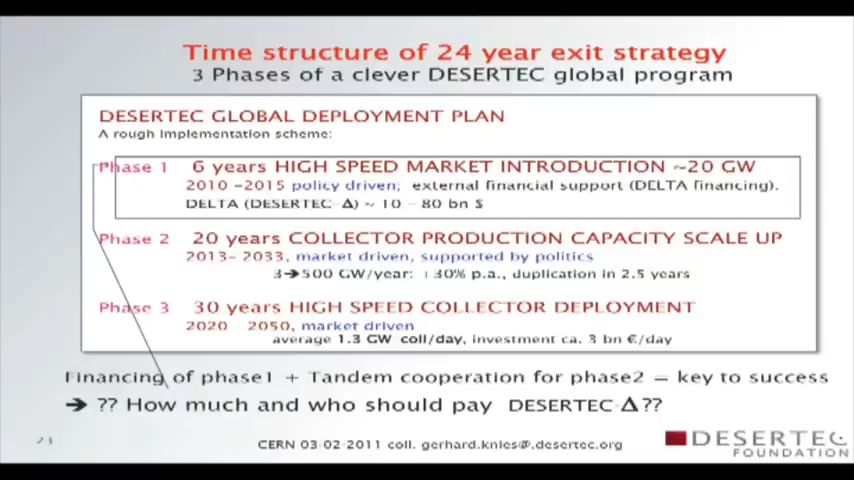 Time structure of 24 year exit strategy
3 Phases of a clever DESERTEC global program
DESERTEC GLOBAL DEPLOYMENT PLAN
A rough implementation scheme:
Phase 1 6 years HIGH SPEED MARKET INTRODUCTION ~20 GW
2010 -2015 policy driven; external financial support (DELTA financing).
DELTA (DESERTEC-Δ) ~ 10 - 80 bn $
Phase 2 20 years COLLECTOR PRODUCTION CAPACITY SCALE UP
2013- 2033, market driven, supported by politics
3➔500 GW/year: +30% p.a., duplication in 2.5 years
Phase 3 30 years HIGH SPEED COLLECTOR DEPLOYMENT
2020 - 2050, market driven
average 1.3 GW coll/day, investment ca. 3 bn €/day
Financing of phase1 + Tandem cooperation for phase2 = key to success
➔ ?? How much and who should pay DESERTEC-Δ??
CERN 03-02-2011 coll. gerhard.knies@.desertec.org
DESERTEC
FOUNDATION